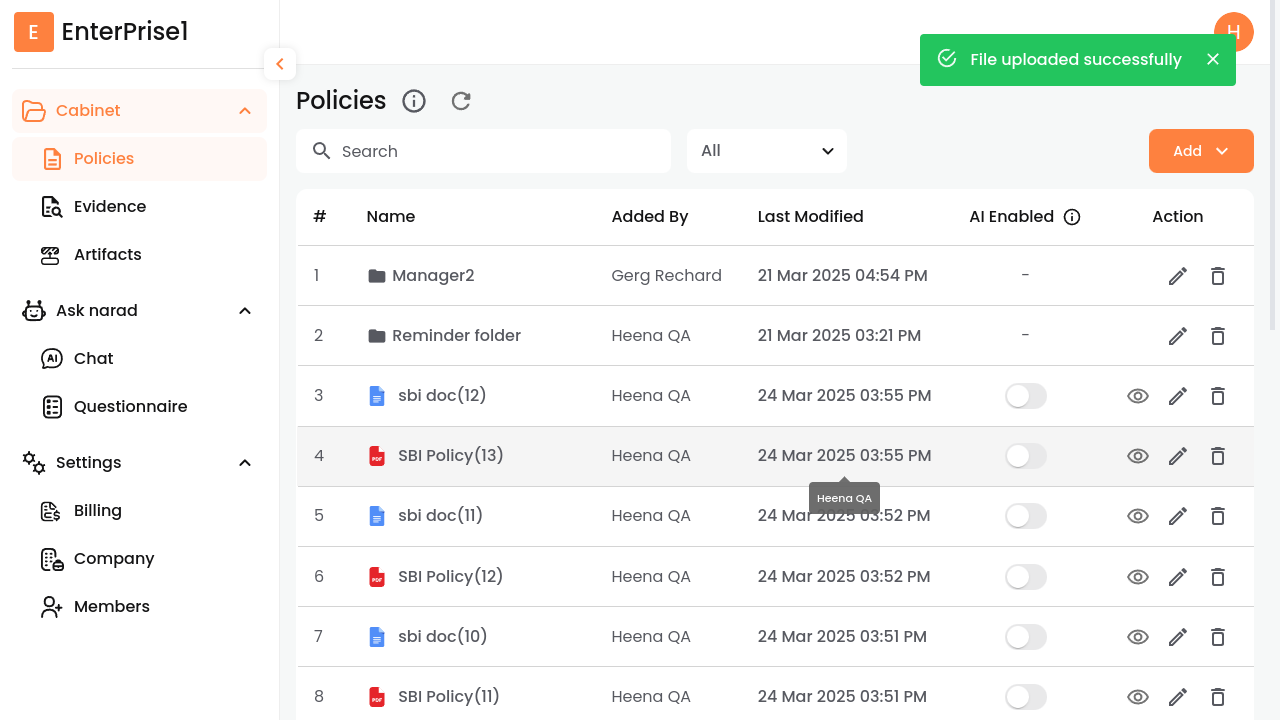 E EnterPrise1
H
File uploaded successfully
Cabinet
Policies
Evidence
Artifacts
Ask narad
AI Chat
Questionnaire
Settings
Billing
Company
Members
Policies
Search
All
Add
# Name Added By Last Modified AI Enabled Action
1 Manager2 Gerg Rechard 21 Mar 2025 04:54 PM -
2 Reminder folder Heena QA 21 Mar 2025 03:21 PM -
3 sbi doc(12) Heena QA 24 Mar 2025 03:55 PM
4 PDF SBI Policy(13) Heena QA 24 Mar 2025 03:55 PM
Heena QA
5 sbi doc(11) Heena QA 24 Mar 2025 03:52 PM
6 PDF SBI Policy(12) Heena QA 24 Mar 2025 03:52 PM
7 sbi doc(10) Heena QA 24 Mar 2025 03:51 PM
8 PDF SBI Policy(11) Heena QA 24 Mar 2025 03:51 PM